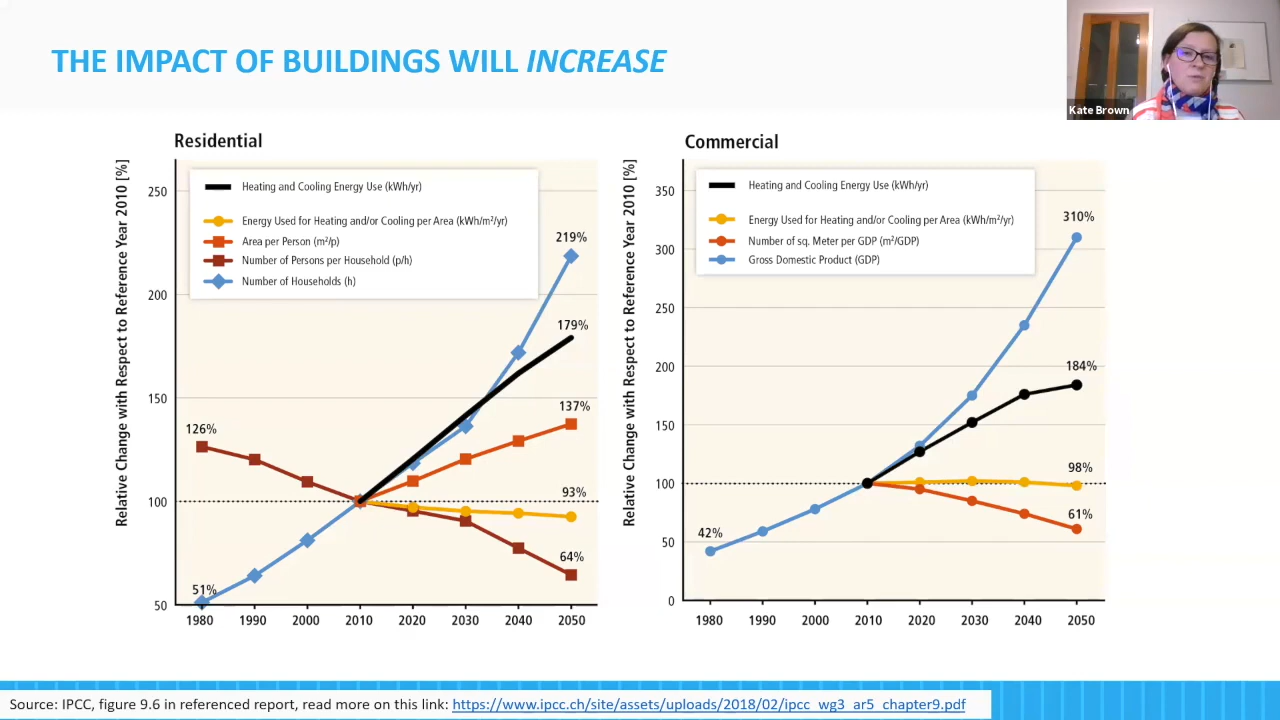 THE IMPACT OF BUILDINGS WILL INCREASE
Kate Brown
Residential
Relative Change with Respect to Reference Year 2010 [%]
250
200
150
100
50
Heating and Cooling Energy Use (kWh/yr)
Energy Used for Heating and/or Cooling per Area (kWh/m²/yr)
Area per Person (m²/p)
Number of Persons per Household (p/h)
Number of Households (h)
219%
179%
137%
126%
93%
64%
51%
1980 1990 2000 2010 2020 2030 2040 2050
Commercial
Relative Change with Respect to Reference Year 2010 [%]
350
300
250
200
150
100
50
0
Heating and Cooling Energy Use (kWh/yr)
Energy Used for Heating and/or Cooling per Area (kWh/m²/yr)
Number of sq. Meter per GDP (m²/GDP)
Gross Domestic Product (GDP)
310%
184%
98%
61%
42%
1980 1990 2000 2010 2020 2030 2040 2050
Source: IPCC, figure 9.6 in referenced report, read more on this link: https://www.ipcc.ch/site/assets/uploads/2018/02/ipcc_wg3_ar5_chapter9.pdf